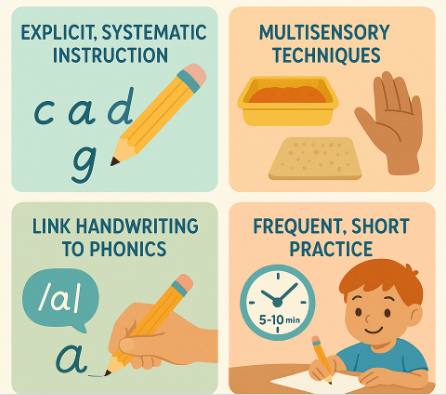 EXPLICIT, SYSTEMATIC
INSTRUCTION
c a d
g
MULTISENSORY
TECHNIQUES
LINK HANDWRITING
TO PHONICS
/a/
a
FREQUENT, SHORT
PRACTICE
5-10 min